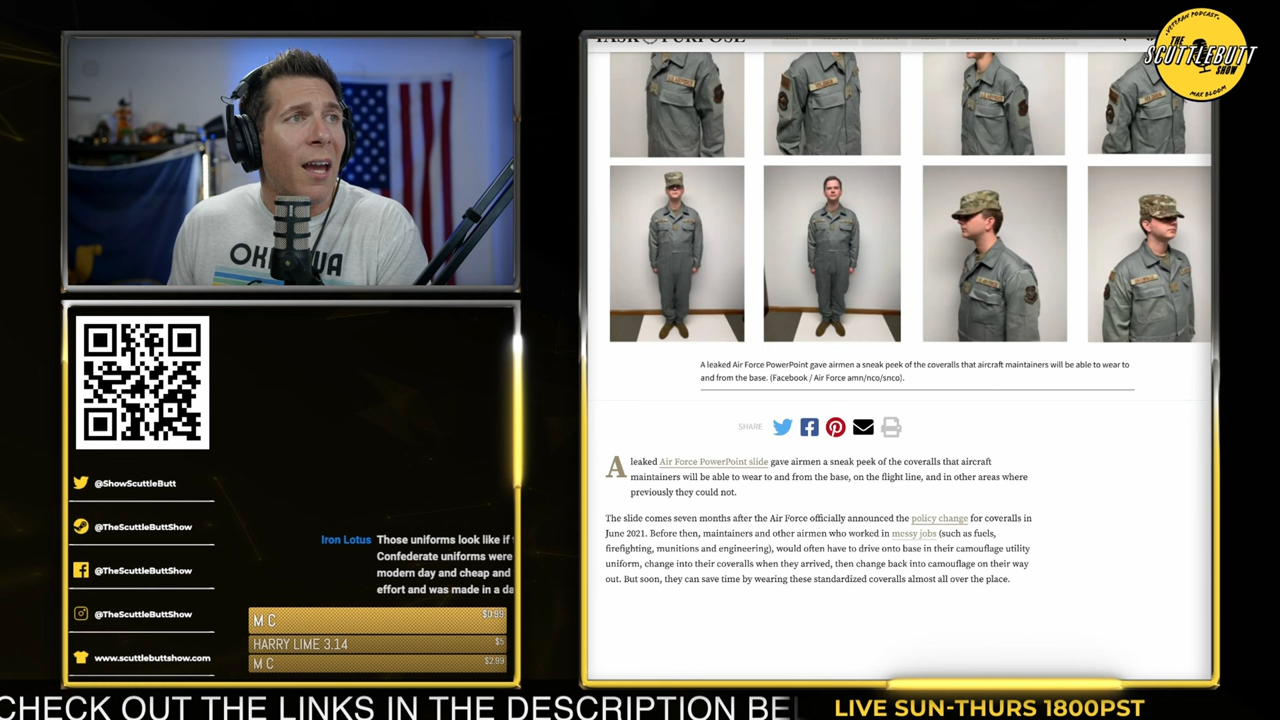 VETERAN PODCAST
THE
SCUTTLEBUTT
SHOW
MAX BLOOM
TASK PURPOSE
A leaked Air Force PowerPoint gave airmen a sneak peek of the coveralls that aircraft maintainers will be able to wear to
and from the base. (Facebook / Air Force amn/nco/snco).
SHARE
A leaked Air Force PowerPoint slide gave airmen a sneak peek of the coveralls that aircraft
maintainers will be able to wear to and from the base, on the flight line, and in other areas where
previously they could not.
The slide comes seven months after the Air Force officially announced the policy change for coveralls in
June 2021. Before then, maintainers and other airmen who worked in messy jobs (such as fuels,
firefighting, munitions and engineering), would often have to drive onto base in their camouflage utility
uniform, change into their coveralls when they arrived, then change back into camouflage on their way
out. But soon, they can save time by wearing these standardized coveralls almost all over the place.
@ShowScuttleButt
@TheScuttleButtShow
@TheScuttleButtShow
@TheScuttleButtShow
www.scuttlebuttshow.com
Iron Lotus Those uniforms look like if
Confederate uniforms were
modern day and cheap and
effort and was made in a da
M C $0.99
HARRY LIME 3.14 $5
M C $2.99
CHECK OUT THE LINKS IN THE DESCRIPTION BEL
LIVE SUN-THURS 1800PST